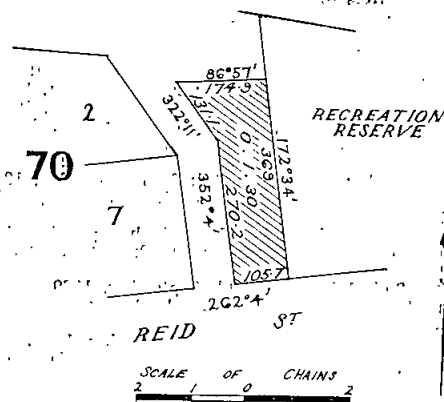 86°57'
174.9
322°11'
131.7
2
RECREATION
RESERVE
70
0.1.30
369
172°34'
352°4'
270.2
7
105.7
262°4'
REID ST
SCALE OF CHAINS
2 1 0 2